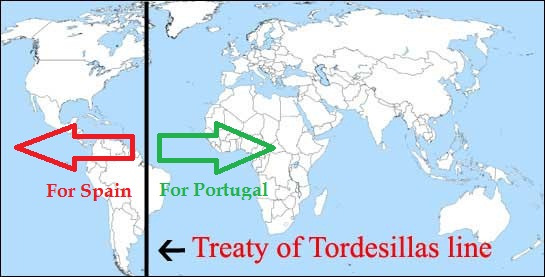 For Spain
For Portugal
Treaty of Tordesillas line